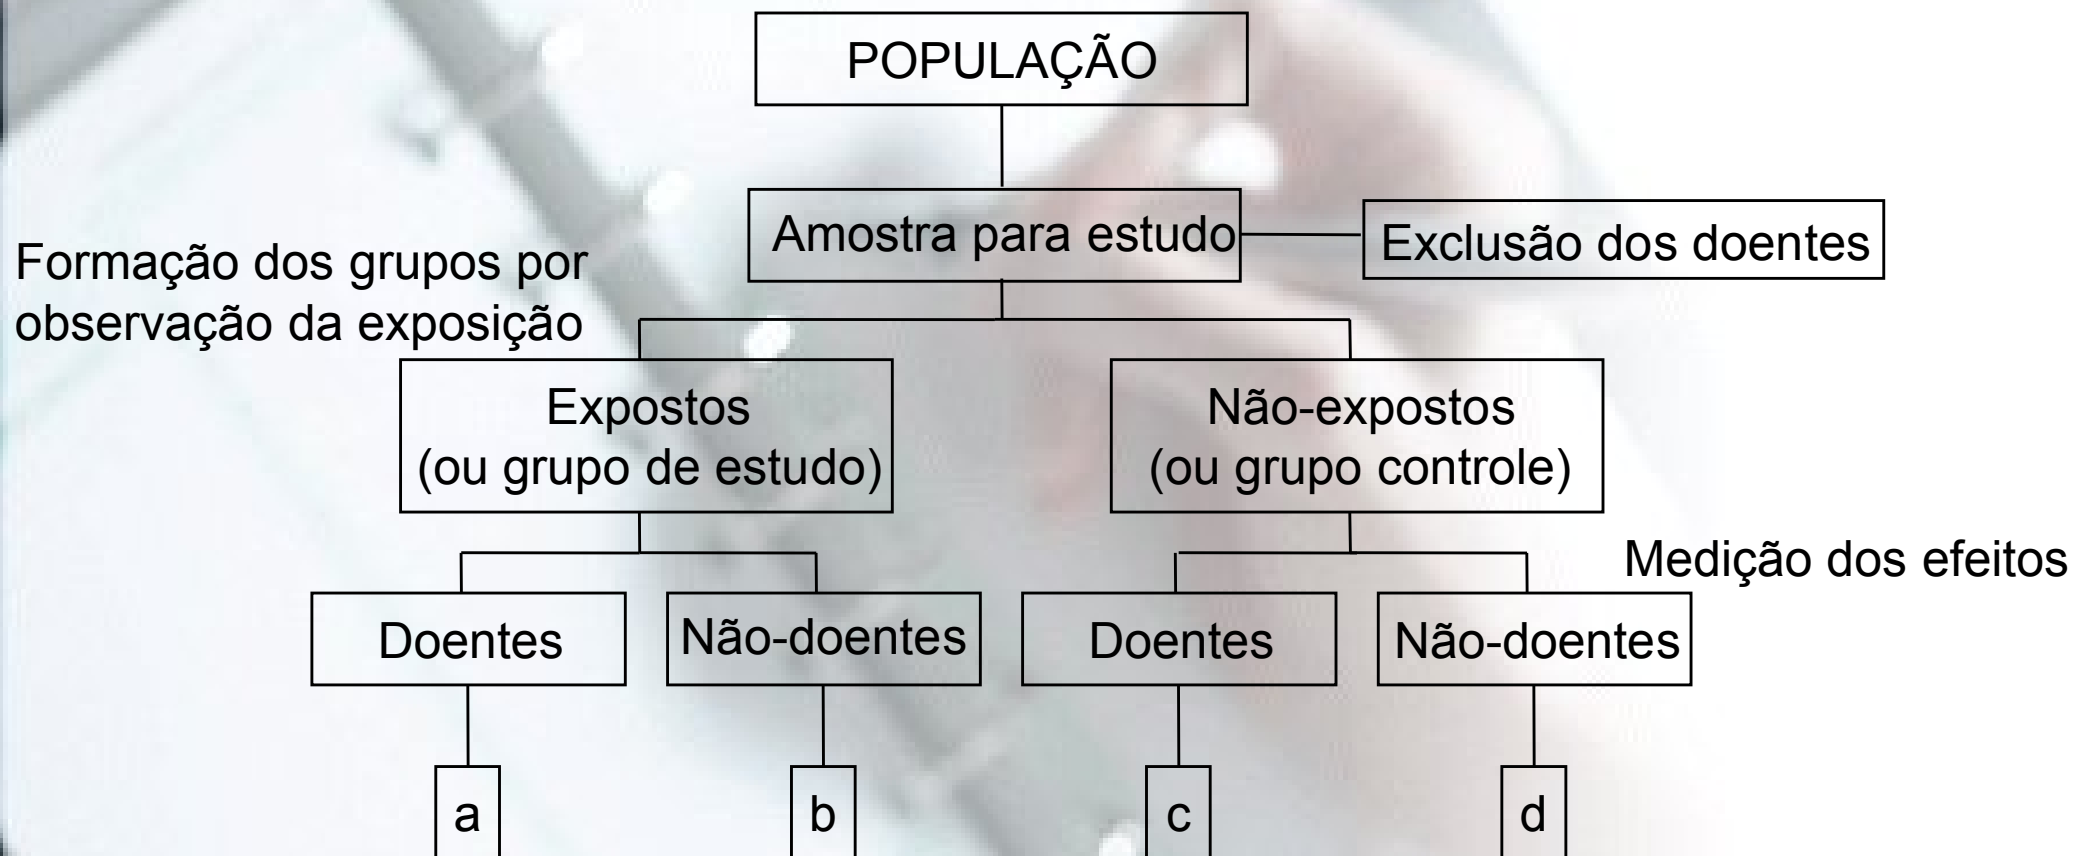 POPULAÇÃO
Amostra para estudo
Exclusão dos doentes
Formação dos grupos por
observação da exposição
Expostos
(ou grupo de estudo)
Não-expostos
(ou grupo controle)
Medição dos efeitos
Doentes
Não-doentes
Doentes
Não-doentes
a
b
c
d